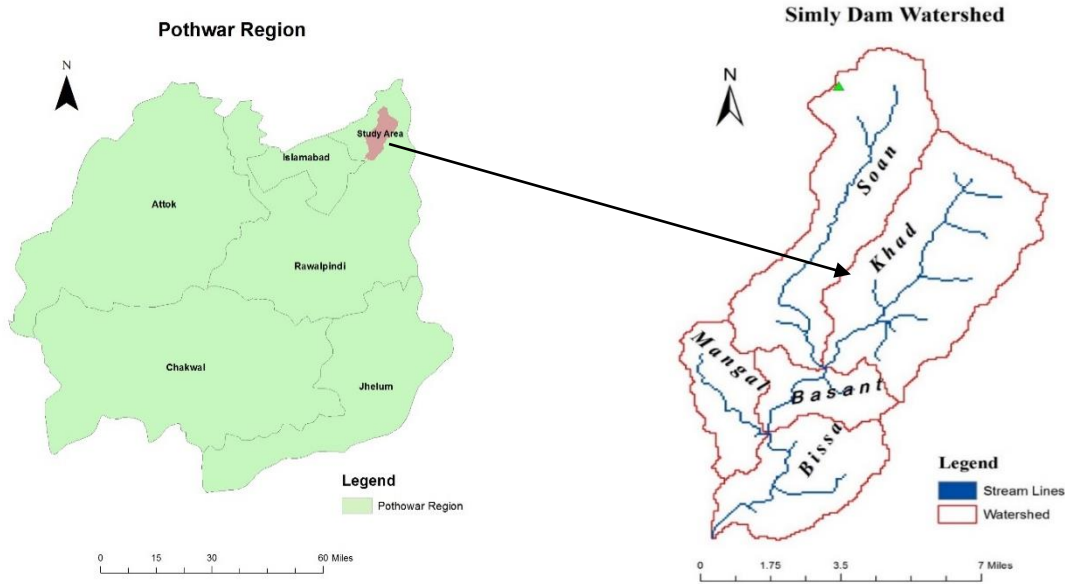 Pothwar Region
N
Study Area
Islamabad
Attok
Rawalpindi
Chakwal
Jhelum
Legend
Pothowar Region
0 15 30 60 Miles
Simly Dam Watershed
N
Soan
Khad
Mangal
Basant
Bissa
Legend
Stream Lines
Watershed
0 1.75 3.5 7 Miles